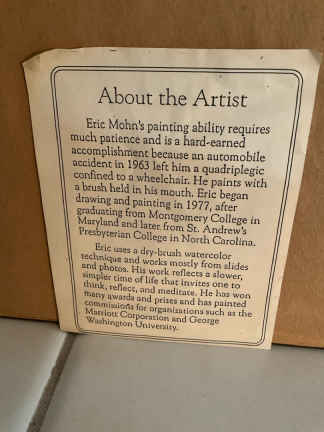 About the Artist
Eric Mohn's painting ability requires
much patience and is a hard-earned
accomplishment because an automobile
accident in 1963 left him a quadriplegic
confined to a wheelchair. He paints with
a brush held in his mouth. Eric began
drawing and painting in 1977, after
graduating from Montgomery College in
Maryland and later from St. Andrew's
Presbyterian College in North Carolina.
Eric uses a dry-brush watercolor
technique and works mostly from slides
and photos. His work reflects a slower,
simpler time of life that invites one to
think, reflect, and meditate. He has won
many awards and prizes and has painted
commissions for organizations such as the
Marriott Corporation and George
Washington University.